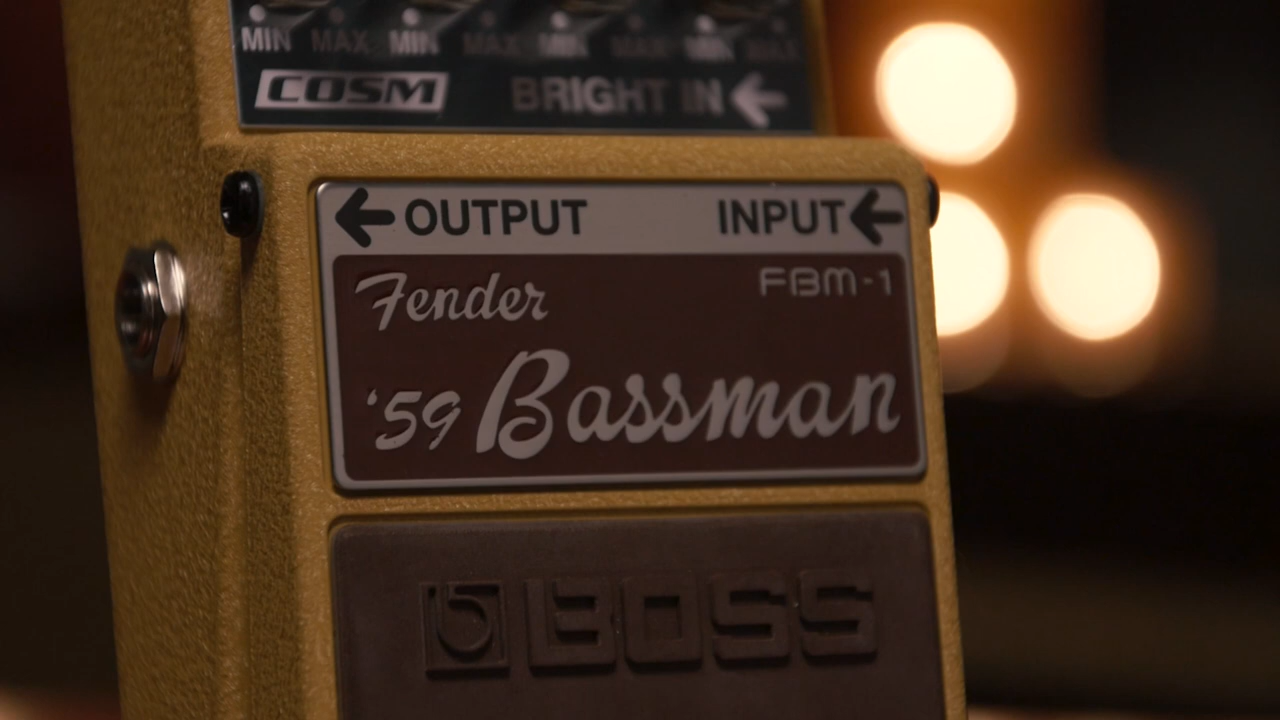 MIN MAX MIN MAX MIN MAX MIN MAX
COSM BRIGHT IN
OUTPUT INPUT
Fender FBM-1
'59 Bassman
BOSS